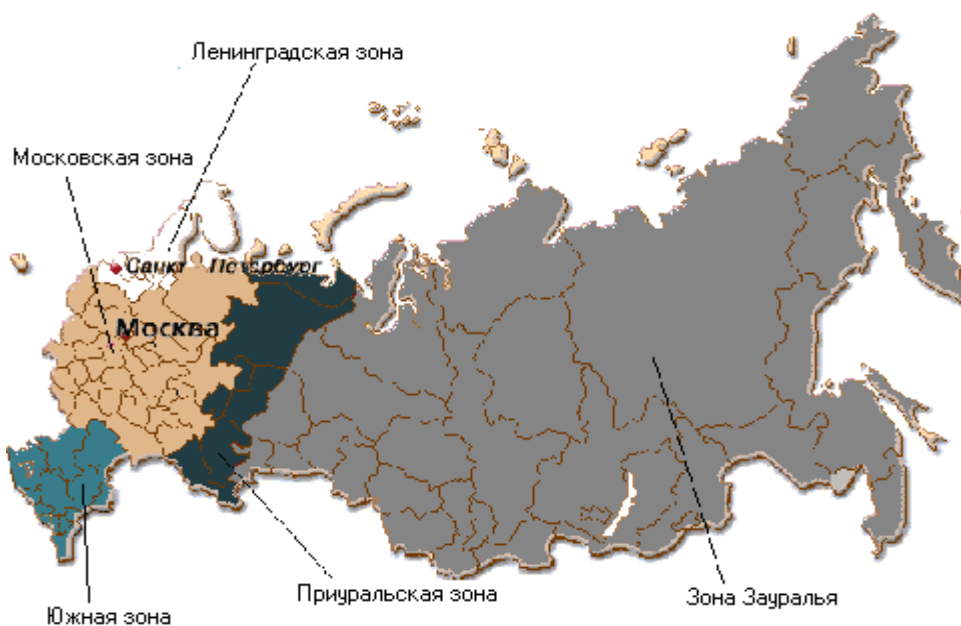 Ленинградская зона
Московская зона
Санкт - Петербург
Москва
Приуральская зона
Зона Зауралья
Южная зона